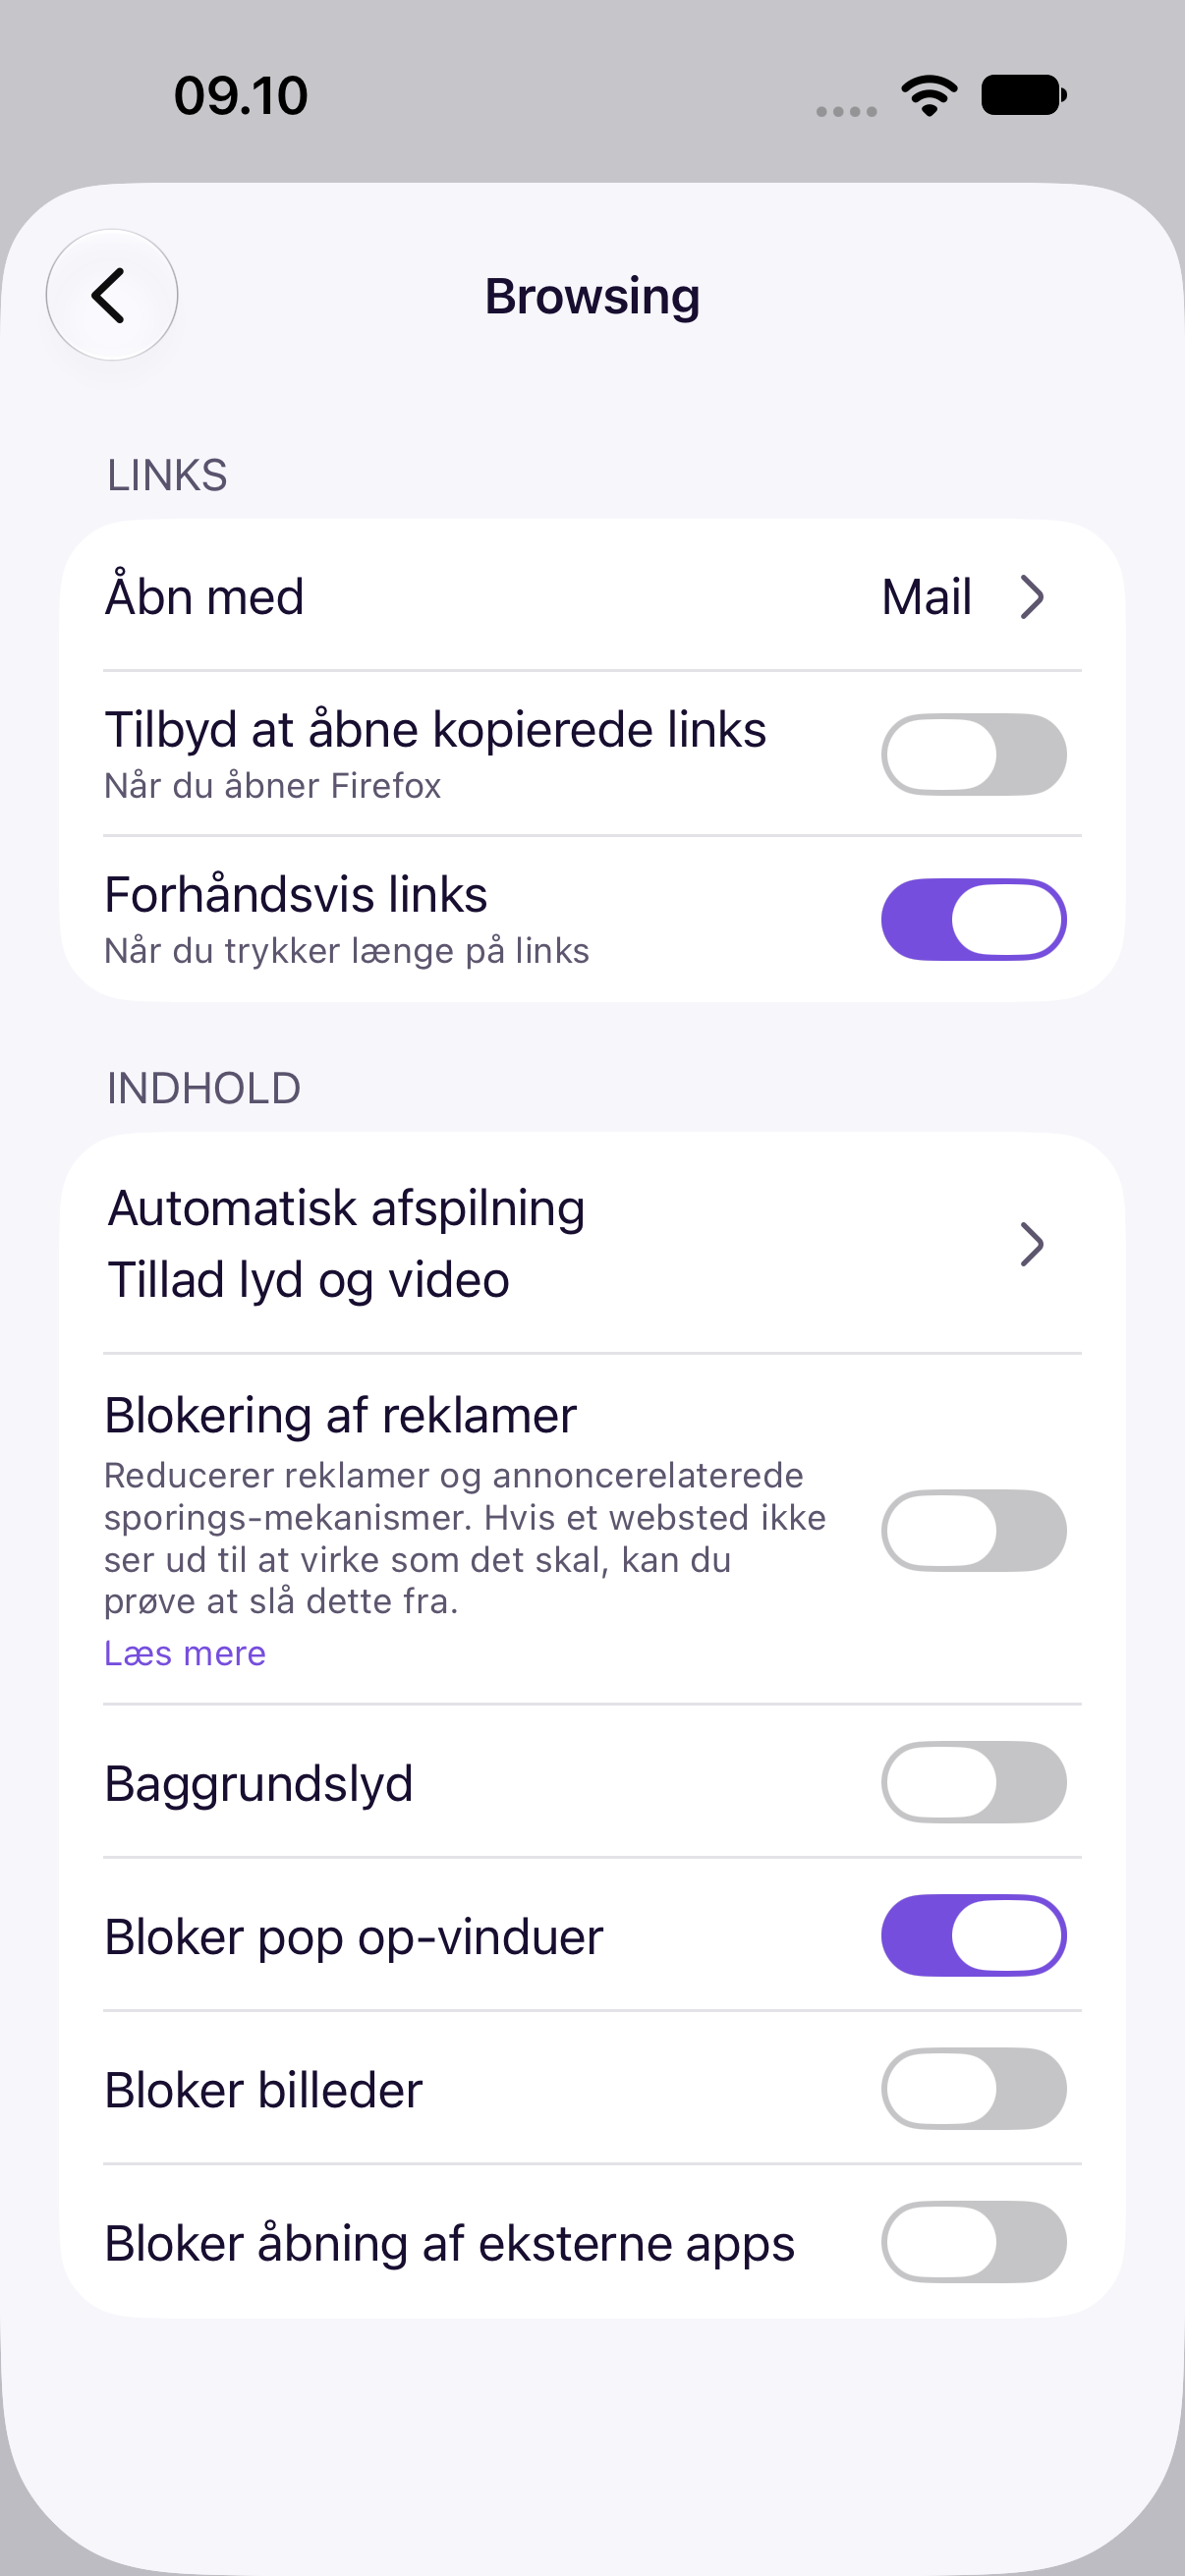 09.10
Browsing
LINKS
Åbn med
Mail
Tilbyd at åbne kopierede links
Når du åbner Firefox
Forhåndsvis links
Når du trykker længe på links
INDHOLD
Automatisk afspilning
Tillad lyd og video
Blokering af reklamer
Reducerer reklamer og annoncerelaterede
sporings-mekanismer. Hvis et websted ikke
ser ud til at virke som det skal, kan du
prøve at slå dette fra.
Læs mere
Baggrundslyd
Bloker pop op-vinduer
Bloker billeder
Bloker åbning af eksterne apps